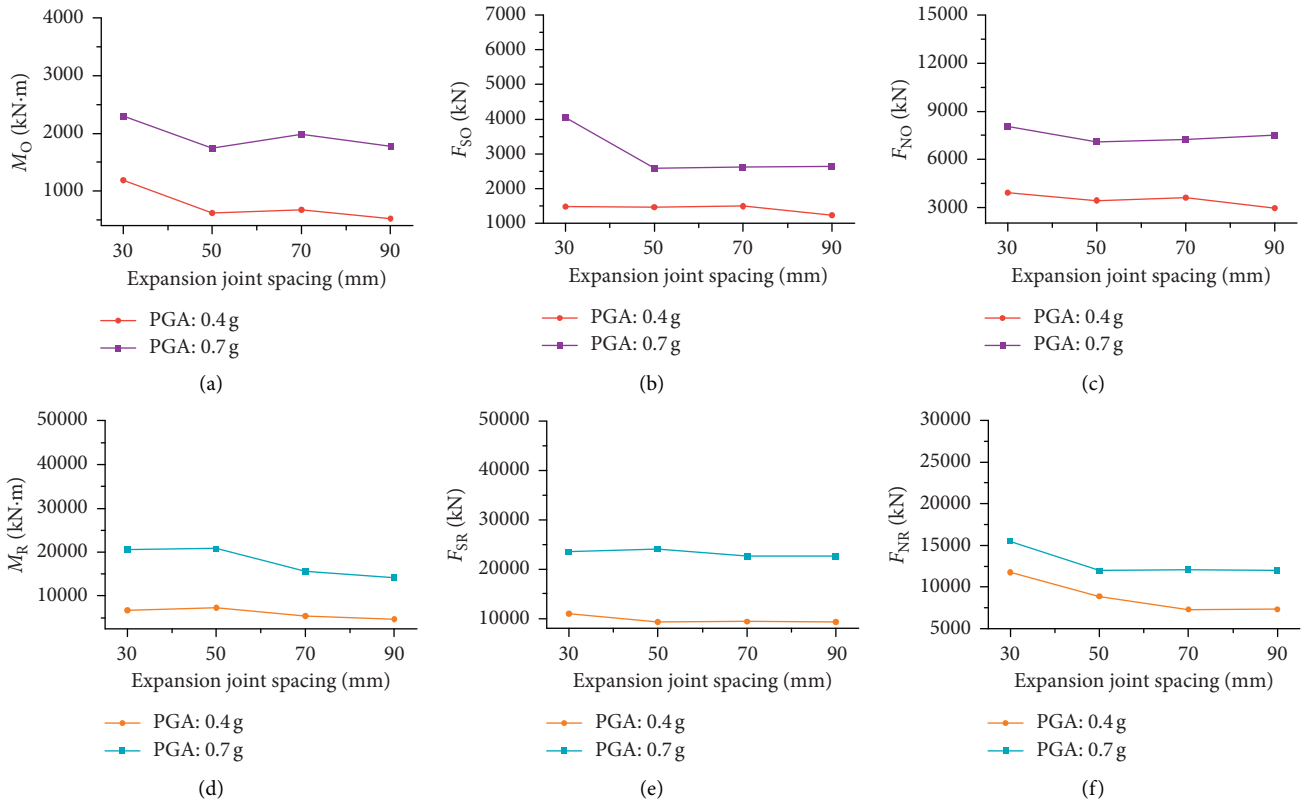 4000
3000
2000
1000
M_O (kN·m)
30 50 70 90
Expansion joint spacing (mm)
PGA: 0.4 g
PGA: 0.7 g
(a)
7000
6000
5000
4000
3000
2000
1000
F_SO (kN)
30 50 70 90
Expansion joint spacing (mm)
PGA: 0.4 g
PGA: 0.7 g
(b)
15000
12000
9000
6000
3000
F_NO (kN)
30 50 70 90
Expansion joint spacing (mm)
PGA: 0.4 g
PGA: 0.7 g
(c)
50000
40000
30000
20000
10000
M_R (kN·m)
30 50 70 90
Expansion joint spacing (mm)
PGA: 0.4 g
PGA: 0.7 g
(d)
50000
40000
30000
20000
10000
F_SR (kN)
30 50 70 90
Expansion joint spacing (mm)
PGA: 0.4 g
PGA: 0.7 g
(e)
30000
25000
20000
15000
10000
5000
F_NR (kN)
30 50 70 90
Expansion joint spacing (mm)
PGA: 0.4 g
PGA: 0.7 g
(f)